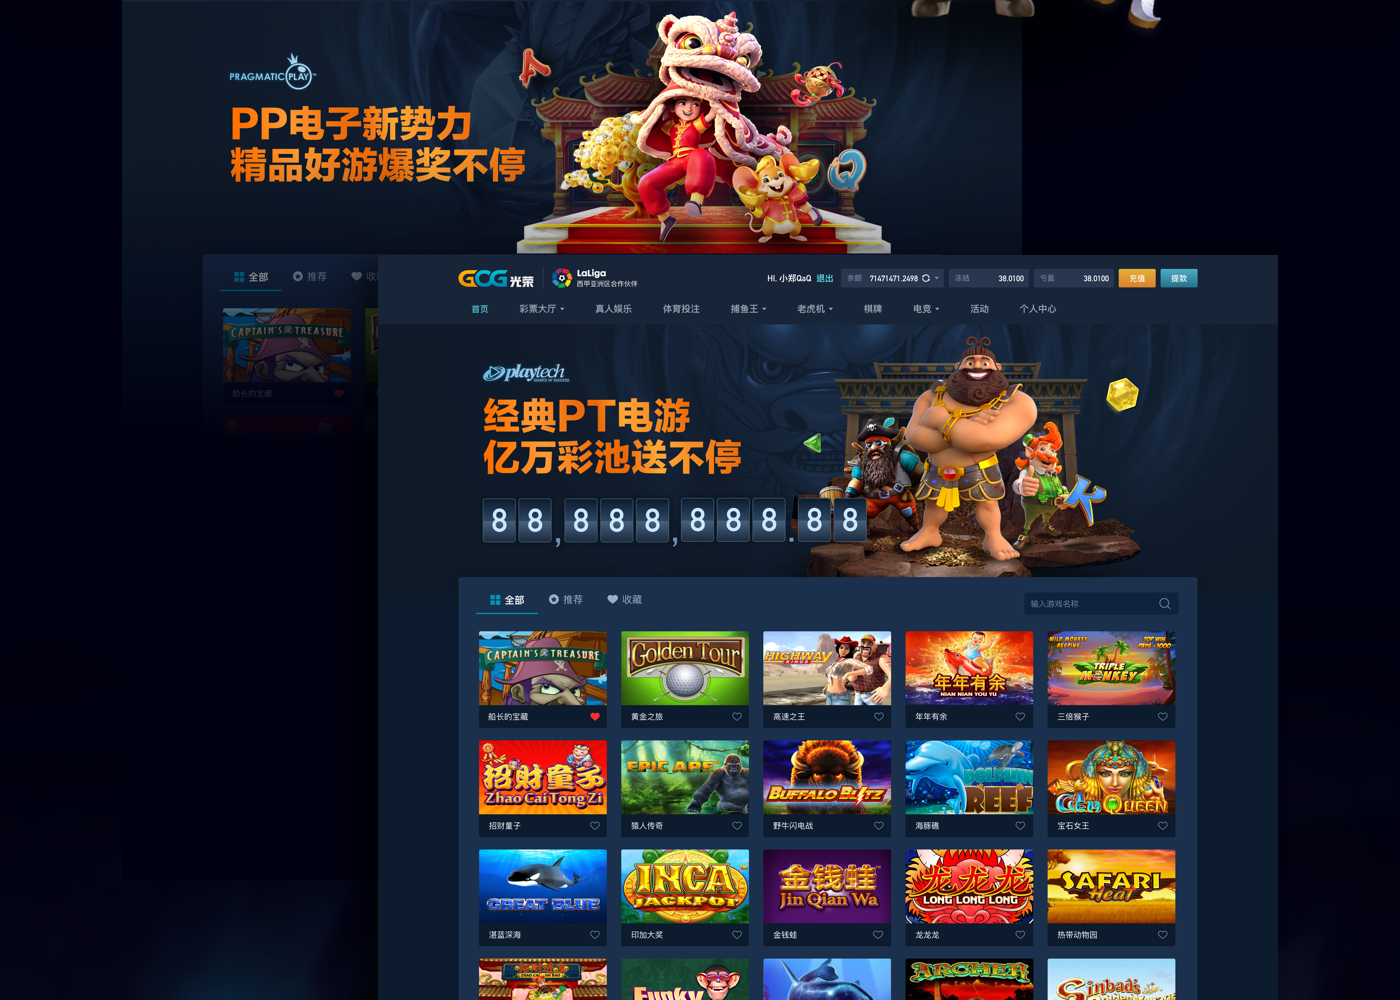 PRAGMATIC PLAY
PP电子新势力
精品好游爆奖不停
A
Q
全部
推荐
收
CAPTAIN'S TREASURE
船长的宝藏
GOG 光荣
LaLiga
西甲亚洲区合作伙伴
HI, 小郑QaQ 退出
余额 71471471.2498
冻结 38.0100
亏盈 38.0100
充值
提款
首页
彩票大厅
真人娱乐
体育投注
捕鱼王
老虎机
棋牌
电竞
活动
个人中心
playtech
SOURCE OF SUCCESS
经典PT电游
亿万彩池送不停
88,888,888.88
K
全部
推荐
收藏
输入游戏名称
CAPTAIN'S TREASURE
Golden Tour
HIGHWAY KINGS
年年有余
NIAN NIAN YOU YU
WILD MONKEY RESPINS
TOP WIN
TRIPLE MONKEY
船长的宝藏
黄金之旅
高速之王
年年有余
三倍猴子
招財童子
Zhao Cai Tong Zi
EPIC APE
BUFFALO BLITZ
DOLPHIN REEF
GEM QUEEN
招财童子
猿人传奇
野牛闪电战
海豚礁
宝石女王
GREAT BLUE
INCA JACKPOT
金钱蛙
Jin Qian Wa
龙龙龙
LONG LONG LONG
SAFARI Heat
湛蓝深海
印加大奖
金钱蛙
龙龙龙
热带动物园
Funky
ARCHER
Sinbad's